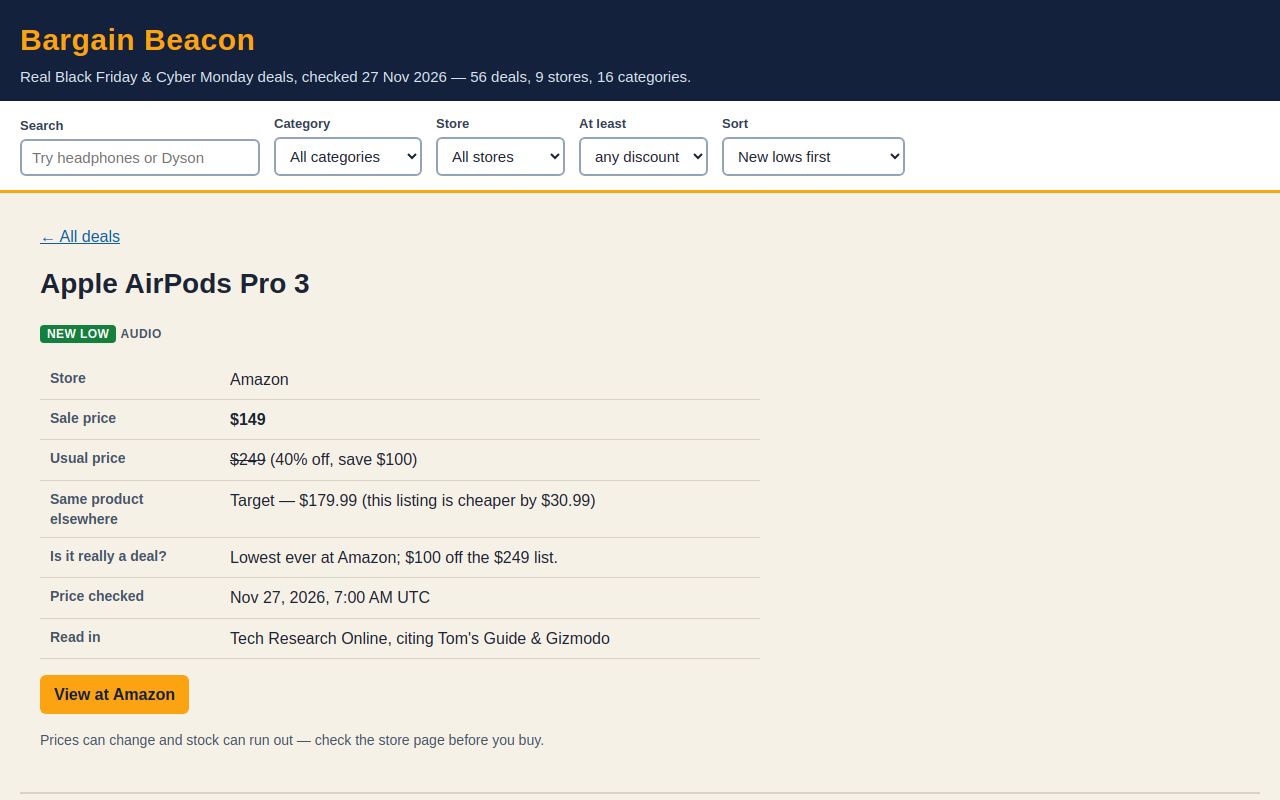 Bargain Beacon
Real Black Friday & Cyber Monday deals, checked 27 Nov 2026 — 56 deals, 9 stores, 16 categories.
Search
Category
Store
At least
Sort
Try headphones or Dyson
All categories
All stores
any discount
New lows first
← All deals
Apple AirPods Pro 3
NEW LOW AUDIO
Store Amazon
Sale price $149
Usual price $249 (40% off, save $100)
Same product elsewhere Target — $179.99 (this listing is cheaper by $30.99)
Is it really a deal? Lowest ever at Amazon; $100 off the $249 list.
Price checked Nov 27, 2026, 7:00 AM UTC
Read in Tech Research Online, citing Tom's Guide & Gizmodo
View at Amazon
Prices can change and stock can run out — check the store page before you buy.